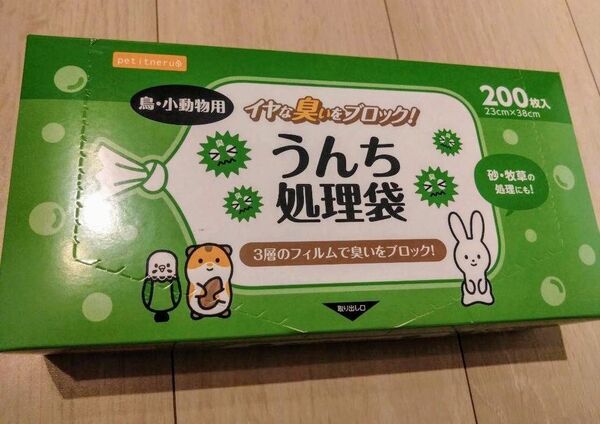 petitneru
鳥・小動物用
イヤな臭いをブロック!
200枚入
23cm×38cm
臭
うんち
処理袋
砂・牧草の
処理にも!
3層のフィルムで臭いをブロック!
取り出し口